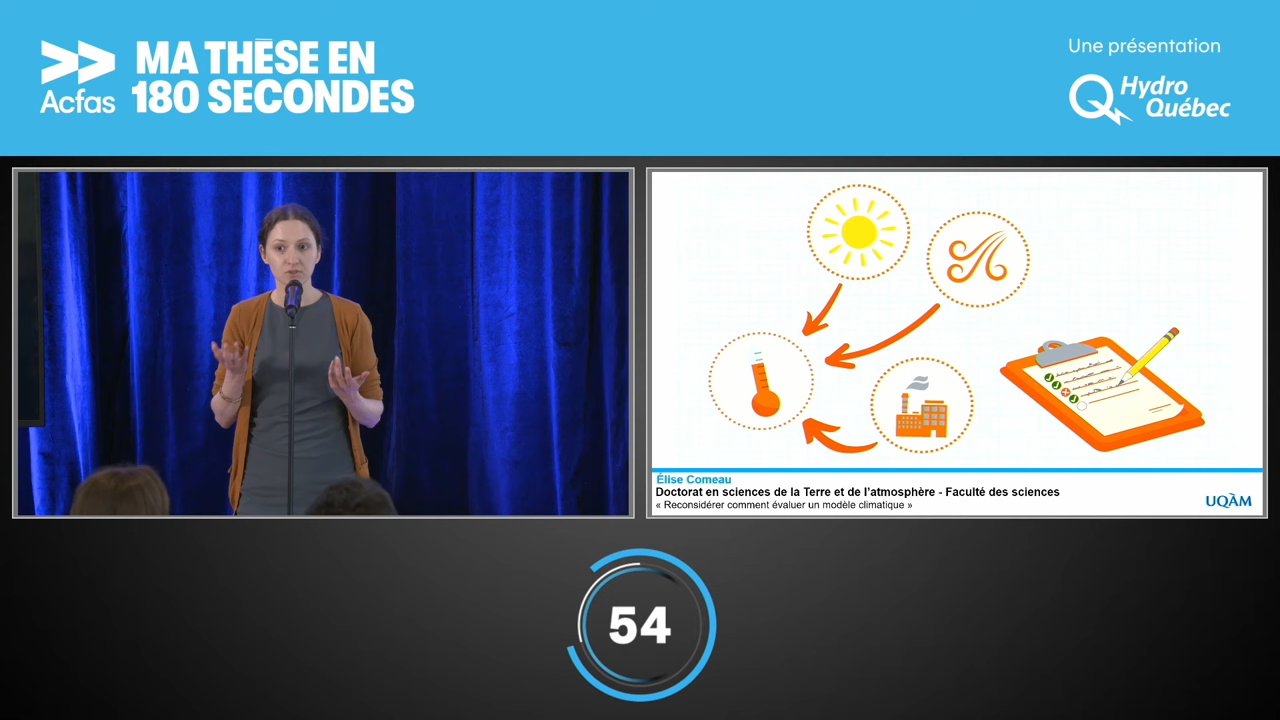 Acfas
MA THÈSE EN
180 SECONDES
Une présentation
Hydro
Québec
Élise Comeau
Doctorat en sciences de la Terre et de l'atmosphère - Faculté des sciences
« Reconsidérer comment évaluer un modèle climatique »
UQÀM
54